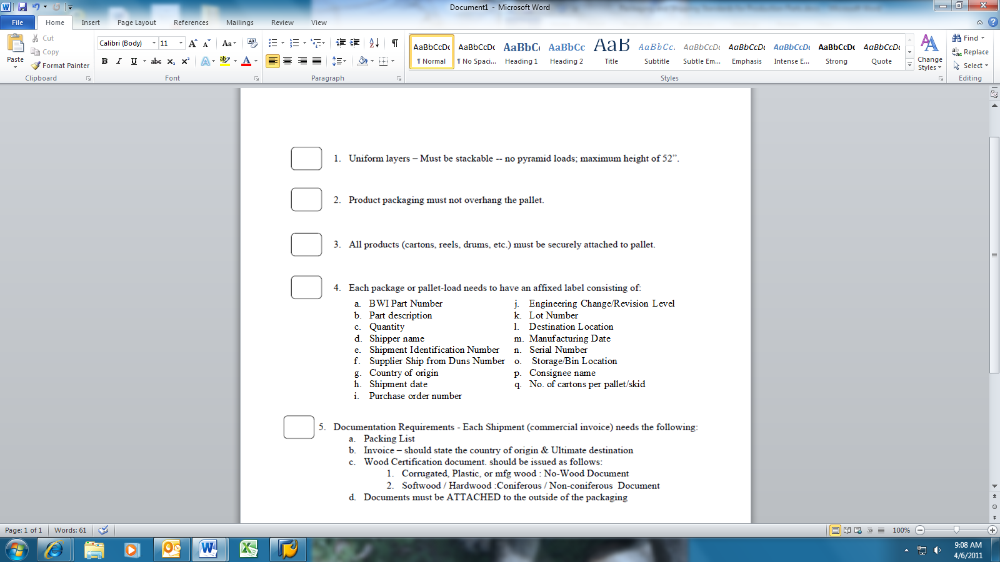 Document1 - Microsoft Word
File Home Insert Page Layout References Mailings Review View
Paste
Cut
Copy
Format Painter
Clipboard
Calibri (Body) 11
Font
Paragraph
AaBbCcDc AaBbCcDc AaBbCc AaBbCc AaB AaBbCc. AaBbCcDc AaBbCcDc AaBbCcDc AaBbCcDc AaBbCcDc
¶ Normal ¶ No Spaci... Heading 1 Heading 2 Title Subtitle Subtle Em... Emphasis Intense E... Strong Quote
Change Styles
Styles
Find
Replace
Select
Editing
1. Uniform layers – Must be stackable -- no pyramid loads; maximum height of 52”.
2. Product packaging must not overhang the pallet.
3. All products (cartons, reels, drums, etc.) must be securely attached to pallet.
4. Each package or pallet-load needs to have an affixed label consisting of:
a. BWI Part Number
b. Part description
c. Quantity
d. Shipper name
e. Shipment Identification Number
f. Supplier Ship from Duns Number
g. Country of origin
h. Shipment date
i. Purchase order number
j. Engineering Change/Revision Level
k. Lot Number
l. Destination Location
m. Manufacturing Date
n. Serial Number
o. Storage/Bin Location
p. Consignee name
q. No. of cartons per pallet/skid
5. Documentation Requirements - Each Shipment (commercial invoice) needs the following:
a. Packing List
b. Invoice – should state the country of origin & Ultimate destination
c. Wood Certification document. should be issued as follows:
1. Corrugated, Plastic, or mfg wood : No-Wood Document
2. Softwood / Hardwood :Coniferous / Non-coniferous Document
d. Documents must be ATTACHED to the outside of the packaging
Page: 1 of 1 Words: 61 100%
9:08 AM
4/6/2011